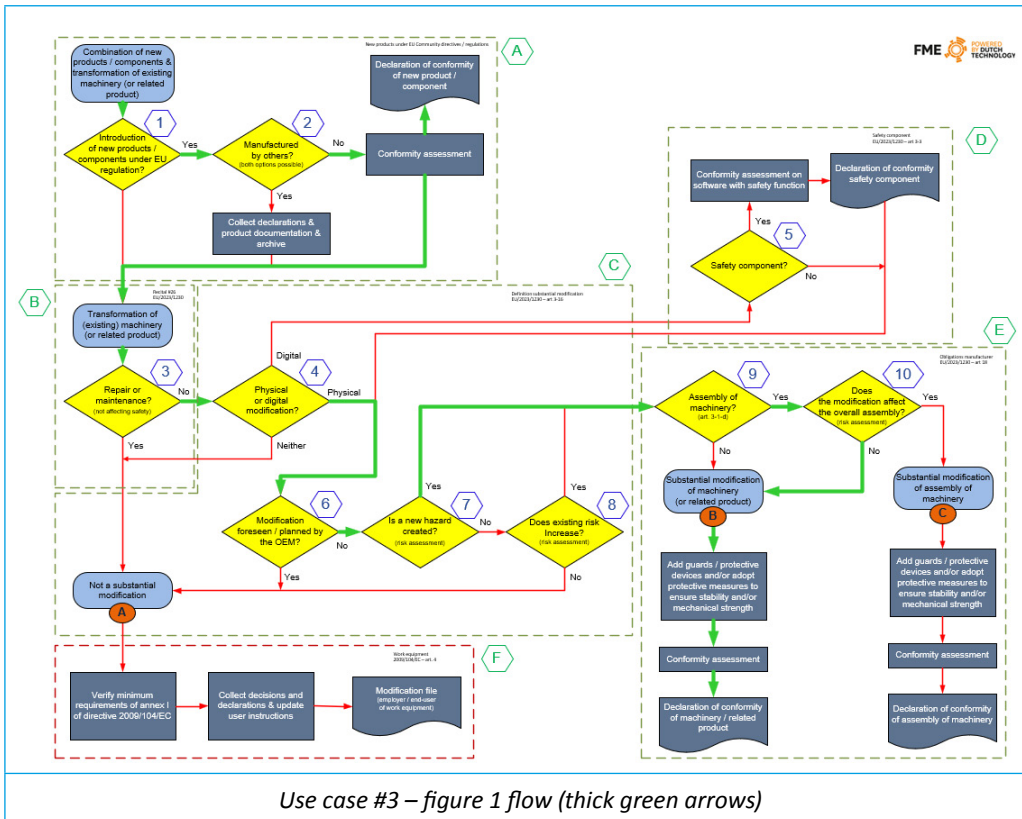 New products under EU Community directives / regulations
A
FME
POWERED
BY DUTCH
TECHNOLOGY
Combination of new
products / components &
transformation of existing
machinery (or related
product)
Declaration of conformity
of new product /
component
1
Introduction
of new products /
components under EU
regulation?
Yes
2
Manufactured
by others?
(both options possible)
No
Conformity assessment
Yes
Collect declarations &
product documentation &
archive
Safety component
EU/2023/1230 – art 3-3
D
Conformity assessment on
software with safety function
Declaration of conformity
safety component
Yes
5
Safety component?
No
C
B
Recital #26
EU/2023/1230
Definition substantial modification
EU/2023/1230 – art 3-16
Transformation of
(existing) machinery
(or related product)
3
Repair or
maintenance?
(not affecting safety)
No
Yes
Digital
4
Physical
or digital
modification?
Physical
Neither
E
Obligations manufacturer
EU/2023/1230 – art 18
9
Assembly of
machinery?
(art. 3-1-d)
Yes
No
10
Does
the modification affect
the overall assembly?
(risk assessment)
Yes
No
6
Modification
foreseen / planned by
the OEM?
No
Yes
Yes
7
Is a new hazard
created?
(risk assessment)
No
Yes
8
Does existing risk
Increase?
(risk assessment)
No
Substantial modification
of machinery
(or related product)
B
Substantial modification
of assembly of
machinery
C
Not a substantial
modification
A
Add guards / protective
devices and/or adopt
protective measures to
ensure stability and/or
mechanical strength
Add guards / protective
devices and/or adopt
protective measures to
ensure stability and/or
mechanical strength
Conformity assessment
Conformity assessment
Declaration of conformity
of machinery / related
product
Declaration of conformity
of assembly of machinery
Work equipment
2009/104/EC – art. 4
F
Verify minimum
requirements of annex I
of directive 2009/104/EC
Collect decisions and
declarations & update
user instructions
Modification file
(employer / end-user
of work equipment)
Use case #3 – figure 1 flow (thick green arrows)